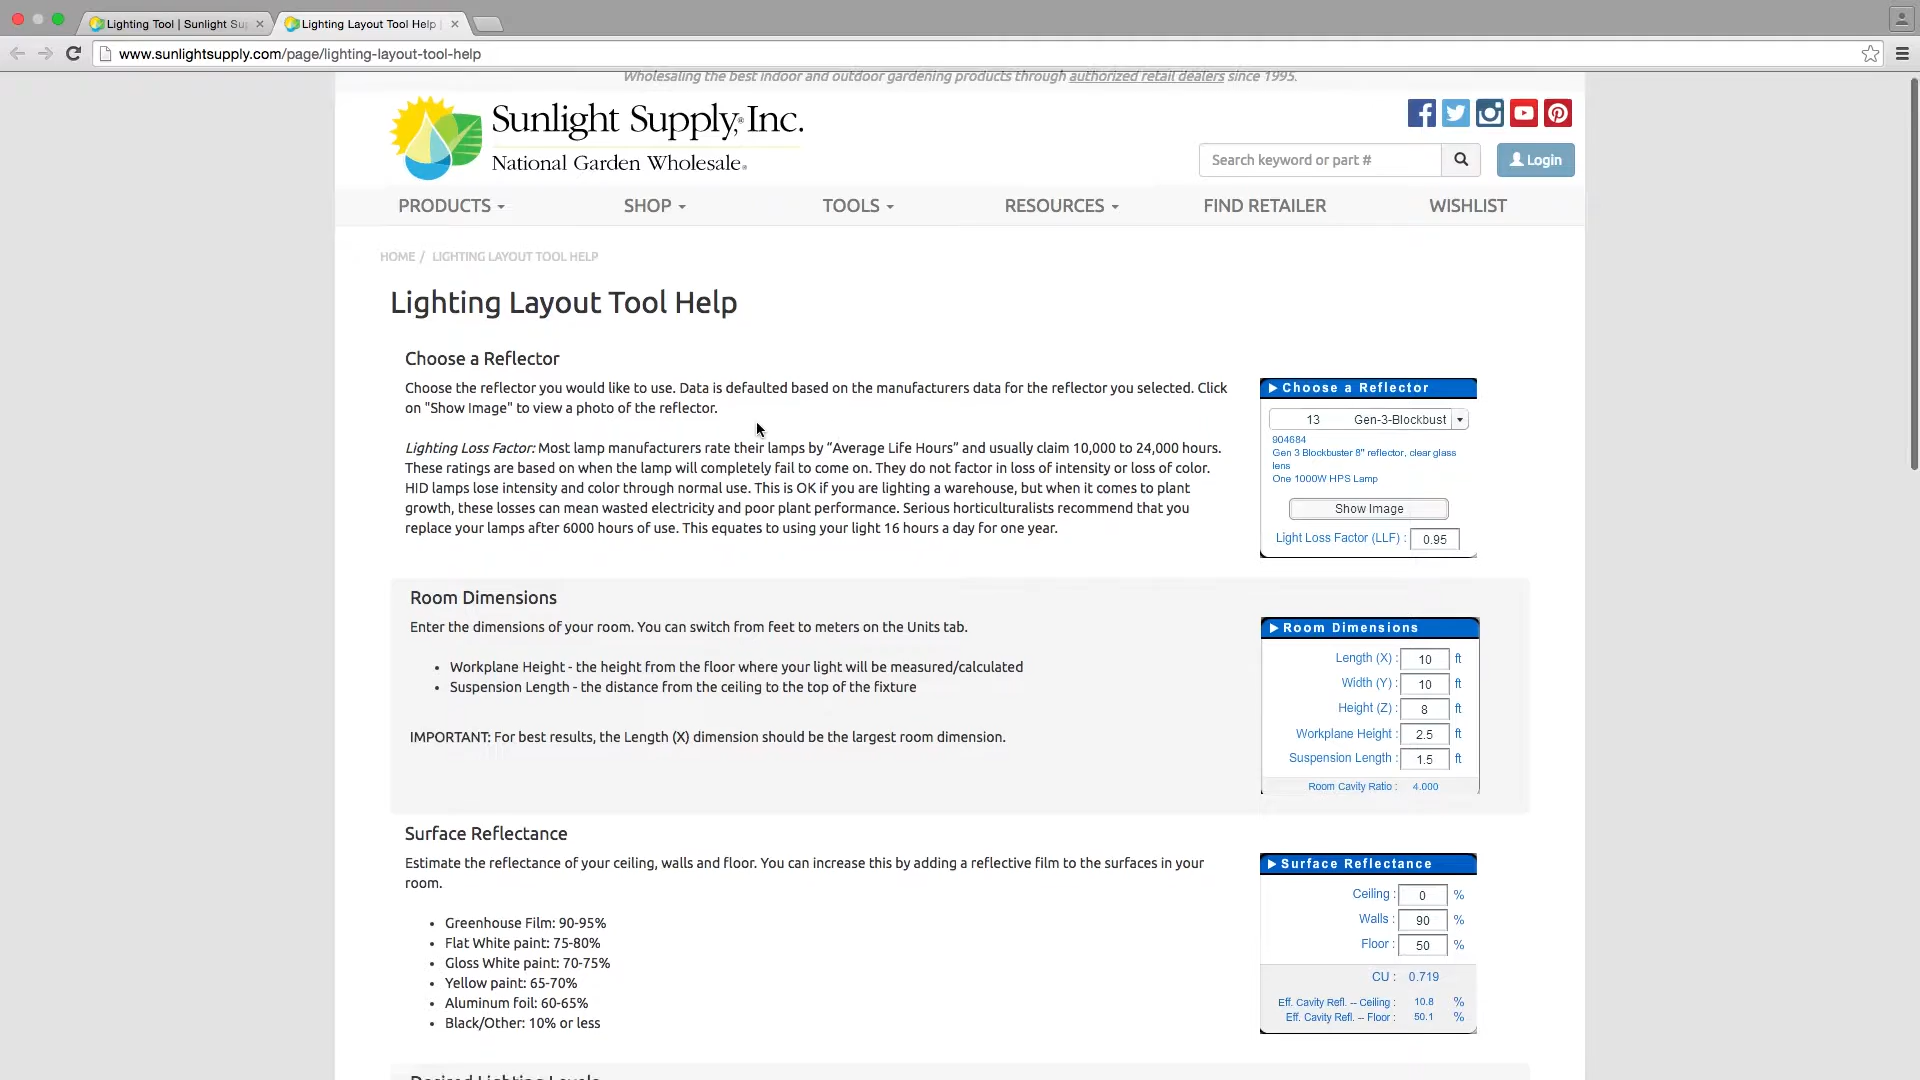 Lighting Tool | Sunlight Su
Lighting Layout Tool Help |
www.sunlightsupply.com/page/lighting-layout-tool-help
Wholesaling the best indoor and outdoor gardening products through authorized retail dealers since 1995.
Sunlight Supply,® Inc.
National Garden Wholesale®
Search keyword or part #
Login
PRODUCTS
SHOP
TOOLS
RESOURCES
FIND RETAILER
WISHLIST
HOME / LIGHTING LAYOUT TOOL HELP
Lighting Layout Tool Help
Choose a Reflector
Choose the reflector you would like to use. Data is defaulted based on the manufacturers data for the reflector you selected. Click
on "Show Image" to view a photo of the reflector.
Lighting Loss Factor: Most lamp manufacturers rate their lamps by “Average Life Hours” and usually claim 10,000 to 24,000 hours.
These ratings are based on when the lamp will completely fail to come on. They do not factor in loss of intensity or loss of color.
HID lamps lose intensity and color through normal use. This is OK if you are lighting a warehouse, but when it comes to plant
growth, these losses can mean wasted electricity and poor plant performance. Serious horticulturalists recommend that you
replace your lamps after 6000 hours of use. This equates to using your light 16 hours a day for one year.
Choose a Reflector
13 Gen-3-Blockbust
904684
Gen 3 Blockbuster 8" reflector, clear glass
lens
One 1000W HPS Lamp
Show Image
Light Loss Factor (LLF) : 0.95
Room Dimensions
Enter the dimensions of your room. You can switch from feet to meters on the Units tab.
• Workplane Height - the height from the floor where your light will be measured/calculated
• Suspension Length - the distance from the ceiling to the top of the fixture
IMPORTANT: For best results, the Length (X) dimension should be the largest room dimension.
Room Dimensions
Length (X) : 10 ft
Width (Y) : 10 ft
Height (Z) : 8 ft
Workplane Height : 2.5 ft
Suspension Length : 1.5 ft
Room Cavity Ratio : 4.000
Surface Reflectance
Estimate the reflectance of your ceiling, walls and floor. You can increase this by adding a reflective film to the surfaces in your
room.
• Greenhouse Film: 90-95%
• Flat White paint: 75-80%
• Gloss White paint: 70-75%
• Yellow paint: 65-70%
• Aluminum foil: 60-65%
• Black/Other: 10% or less
Surface Reflectance
Ceiling : 0 %
Walls : 90 %
Floor : 50 %
CU : 0.719
Eff. Cavity Refl. -- Ceiling : 10.8 %
Eff. Cavity Refl. -- Floor : 50.1 %
Desired Lighting Levels